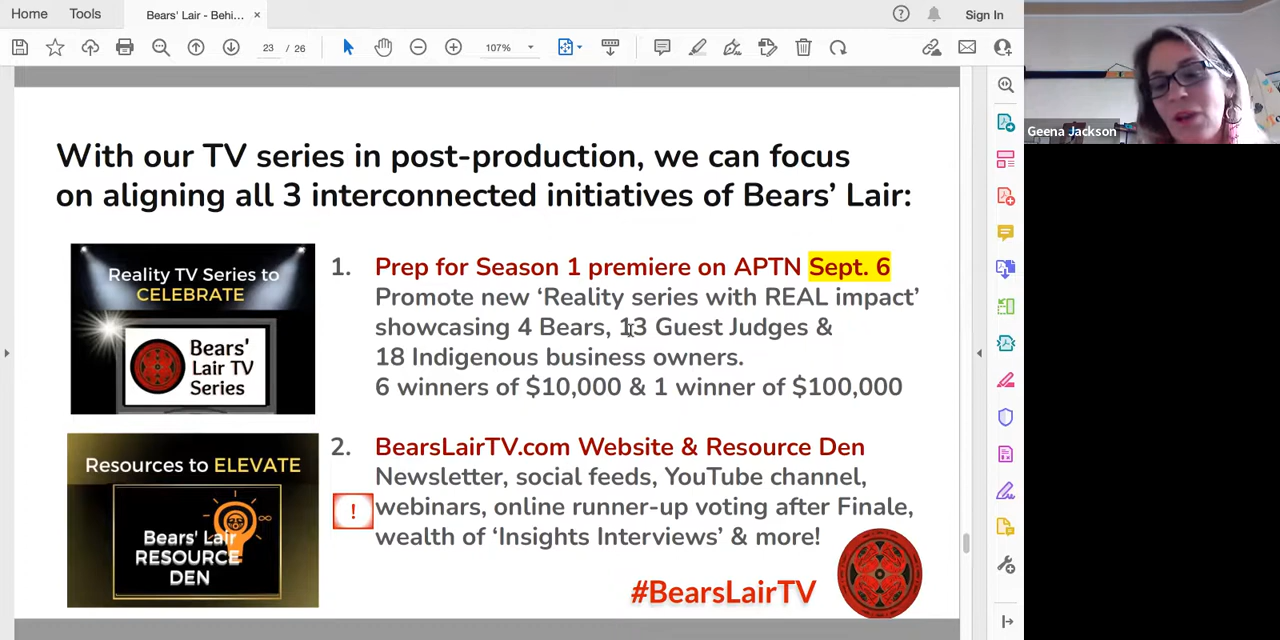 Home Tools Bears' Lair - Behi... × Sign In
23 / 26 107%
Geena Jackson
With our TV series in post-production, we can focus
on aligning all 3 interconnected initiatives of Bears’ Lair:
Reality TV Series to
CELEBRATE
Bears'
Lair TV
Series
1. Prep for Season 1 premiere on APTN Sept. 6
Promote new ‘Reality series with REAL impact’
showcasing 4 Bears, 13 Guest Judges &
18 Indigenous business owners.
6 winners of $10,000 & 1 winner of $100,000
Resources to ELEVATE
Bears' Lair
RESOURCE
DEN
2. BearsLairTV.com Website & Resource Den
Newsletter, social feeds, YouTube channel,
! webinars, online runner-up voting after Finale,
wealth of ‘Insights Interviews’ & more!
#BearsLairTV